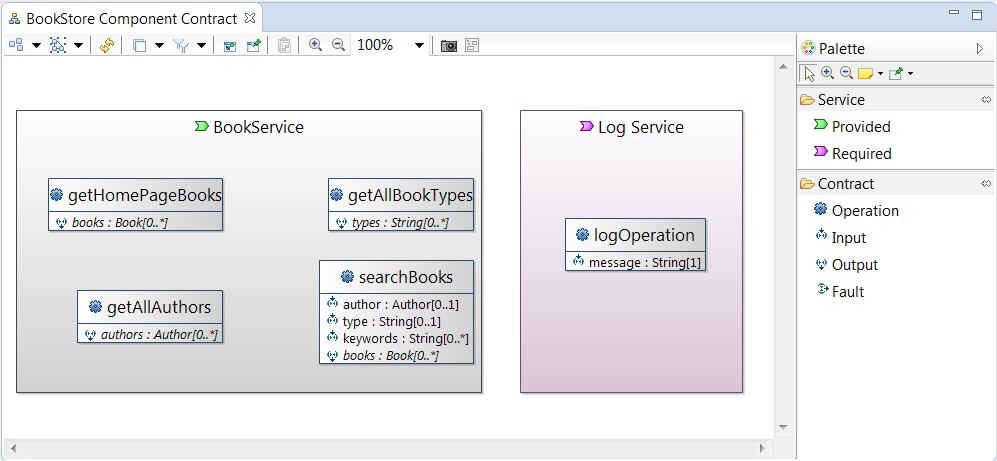 BookStore Component Contract
100%
Palette
Service
Provided
Required
Contract
Operation
Input
Output
Fault
BookService
getHomePageBooks
books : Book[0..*]
getAllBookTypes
types : String[0..*]
getAllAuthors
authors : Author[0..*]
searchBooks
author : Author[0..1]
type : String[0..1]
keywords : String[0..*]
books : Book[0..*]
Log Service
logOperation
message : String[1]